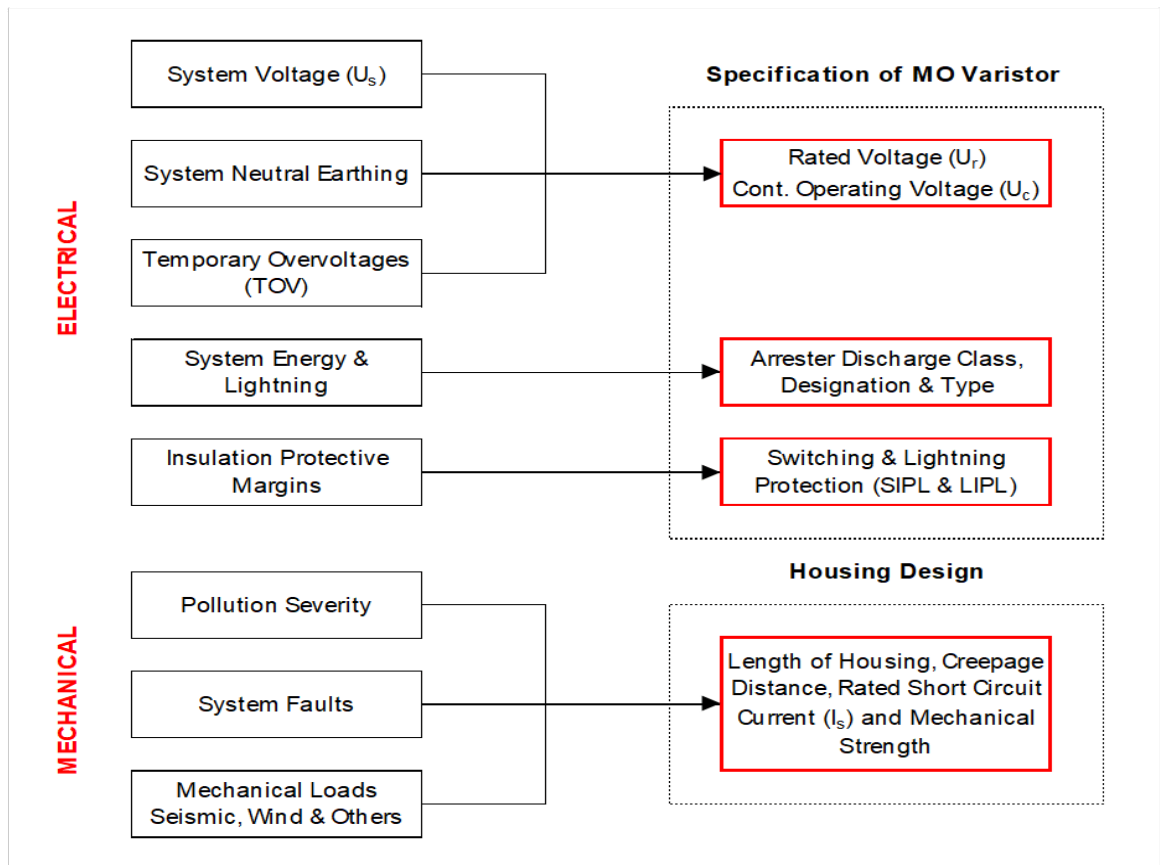 ELECTRICAL
System Voltage (Uₛ)
System Neutral Earthing
Temporary Overvoltages
(TOV)
System Energy &
Lightning
Insulation Protective
Margins
Specification of MO Varistor
Rated Voltage (Uᵣ)
Cont. Operating Voltage (U꜀)
Arrester Discharge Class,
Designation & Type
Switching & Lightning
Protection (SIPL & LIPL)
MECHANICAL
Pollution Severity
System Faults
Mechanical Loads
Seismic, Wind & Others
Housing Design
Length of Housing, Creepage
Distance, Rated Short Circuit
Current (Iₛ) and Mechanical
Strength